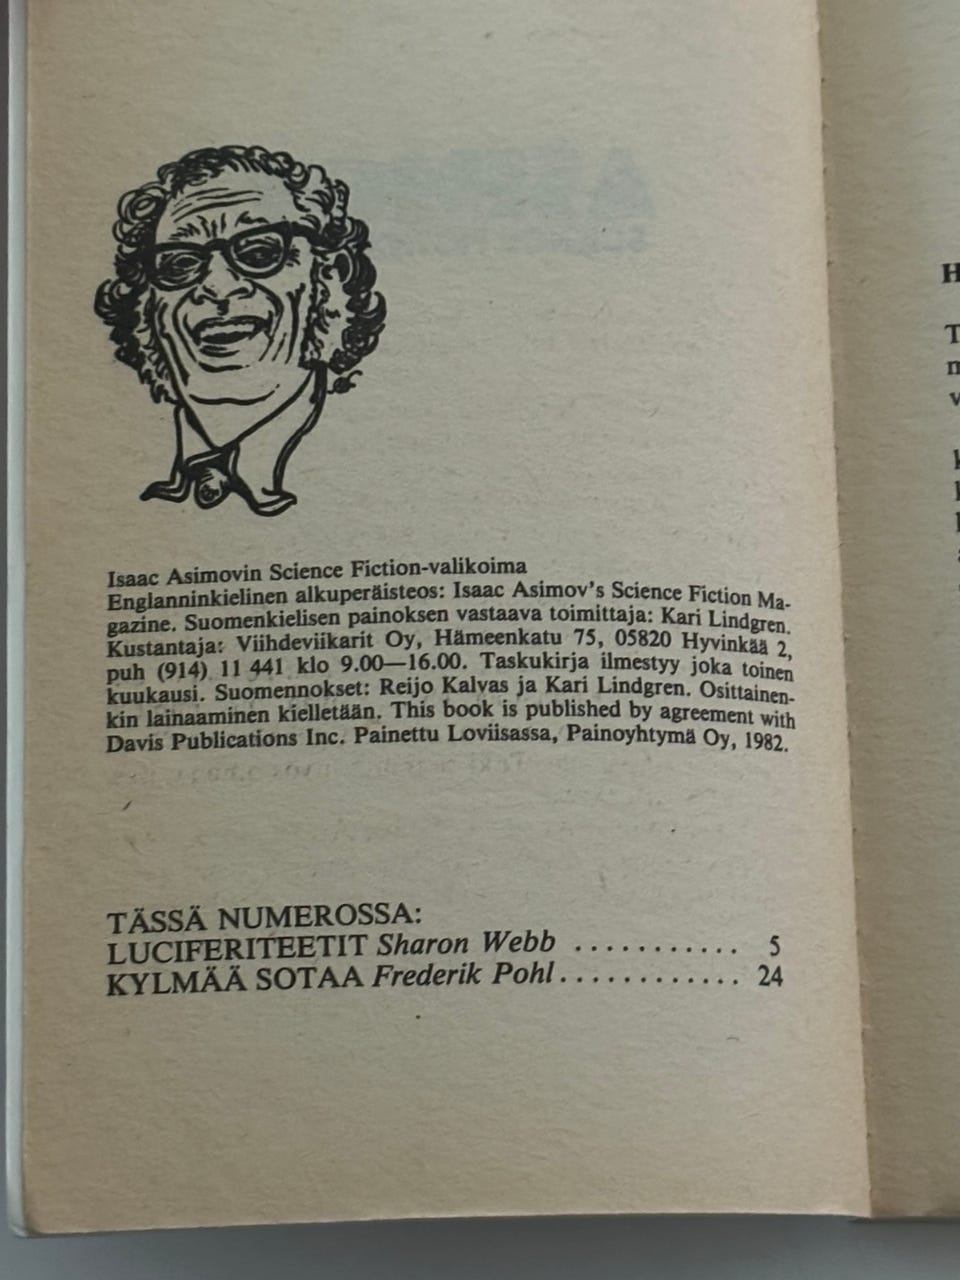 Isaac Asimovin Science Fiction-valikoima
Englanninkielinen alkuperäisteos: Isaac Asimov's Science Fiction Ma-
gazine. Suomenkielisen painoksen vastaava toimittaja: Kari Lindgren.
Kustantaja: Viihdeviikarit Oy, Hämeenkatu 75, 05820 Hyvinkää 2,
puh (914) 11 441 klo 9.00—16.00. Taskukirja ilmestyy joka toinen
kuukausi. Suomennokset: Reijo Kalvas ja Kari Lindgren. Osittainen-
kin lainaaminen kielletään. This book is published by agreement with
Davis Publications Inc. Painettu Loviisassa, Painoyhtymä Oy, 1982.
TÄSSÄ NUMEROSSA:
LUCIFERITEETIT Sharon Webb ........... 5
KYLMÄÄ SOTAA Frederik Pohl............ 24